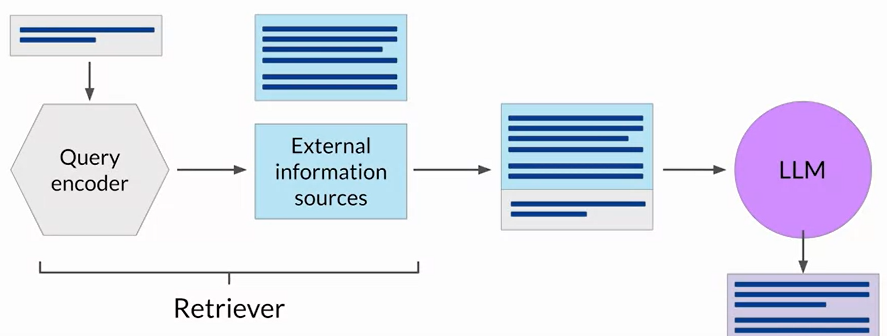 Query
encoder
External
information
sources
LLM
Retriever